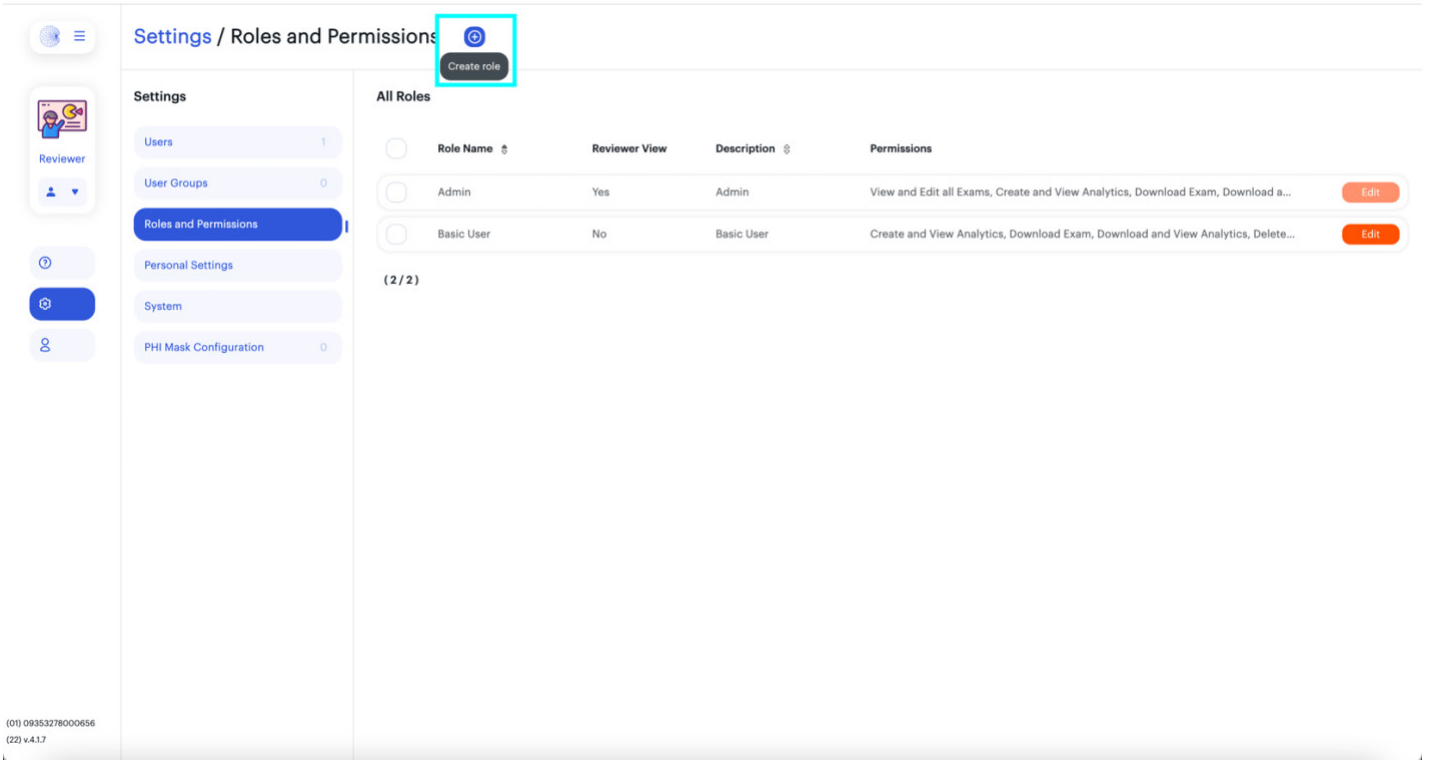 Settings / Roles and Permissions
Create role
Reviewer
Settings
Users 1
User Groups 0
Roles and Permissions
Personal Settings
System
PHI Mask Configuration 0
All Roles
Role Name Reviewer View Description Permissions
Admin Yes Admin View and Edit all Exams, Create and View Analytics, Download Exam, Download a... Edit
Basic User No Basic User Create and View Analytics, Download Exam, Download and View Analytics, Delete... Edit
(2/2)
(01) 09353278000656
(22) v.4.1.7